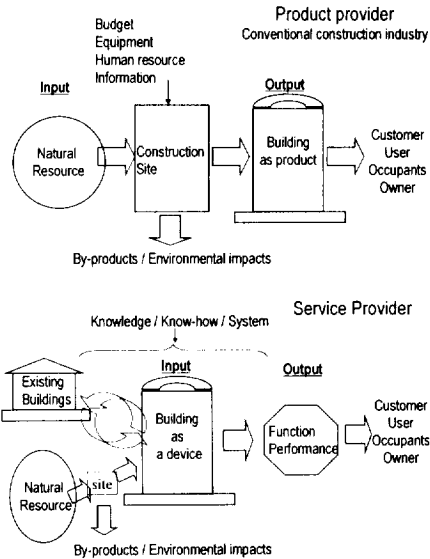 Product provider
Conventional construction industry
Budget
Equipment
Human resource
Information
Input
Output
Natural
Resource
Construction
Site
Building
as product
Customer
User
Occupants
Owner
By-products / Environmental impacts
Service Provider
Knowledge / Know-how / System
Input
Output
Existing
Buildings
Building
as
a device
Function
Performance
Customer
User
Occupants
Owner
Natural
Resource
site
By-products / Environmental impacts